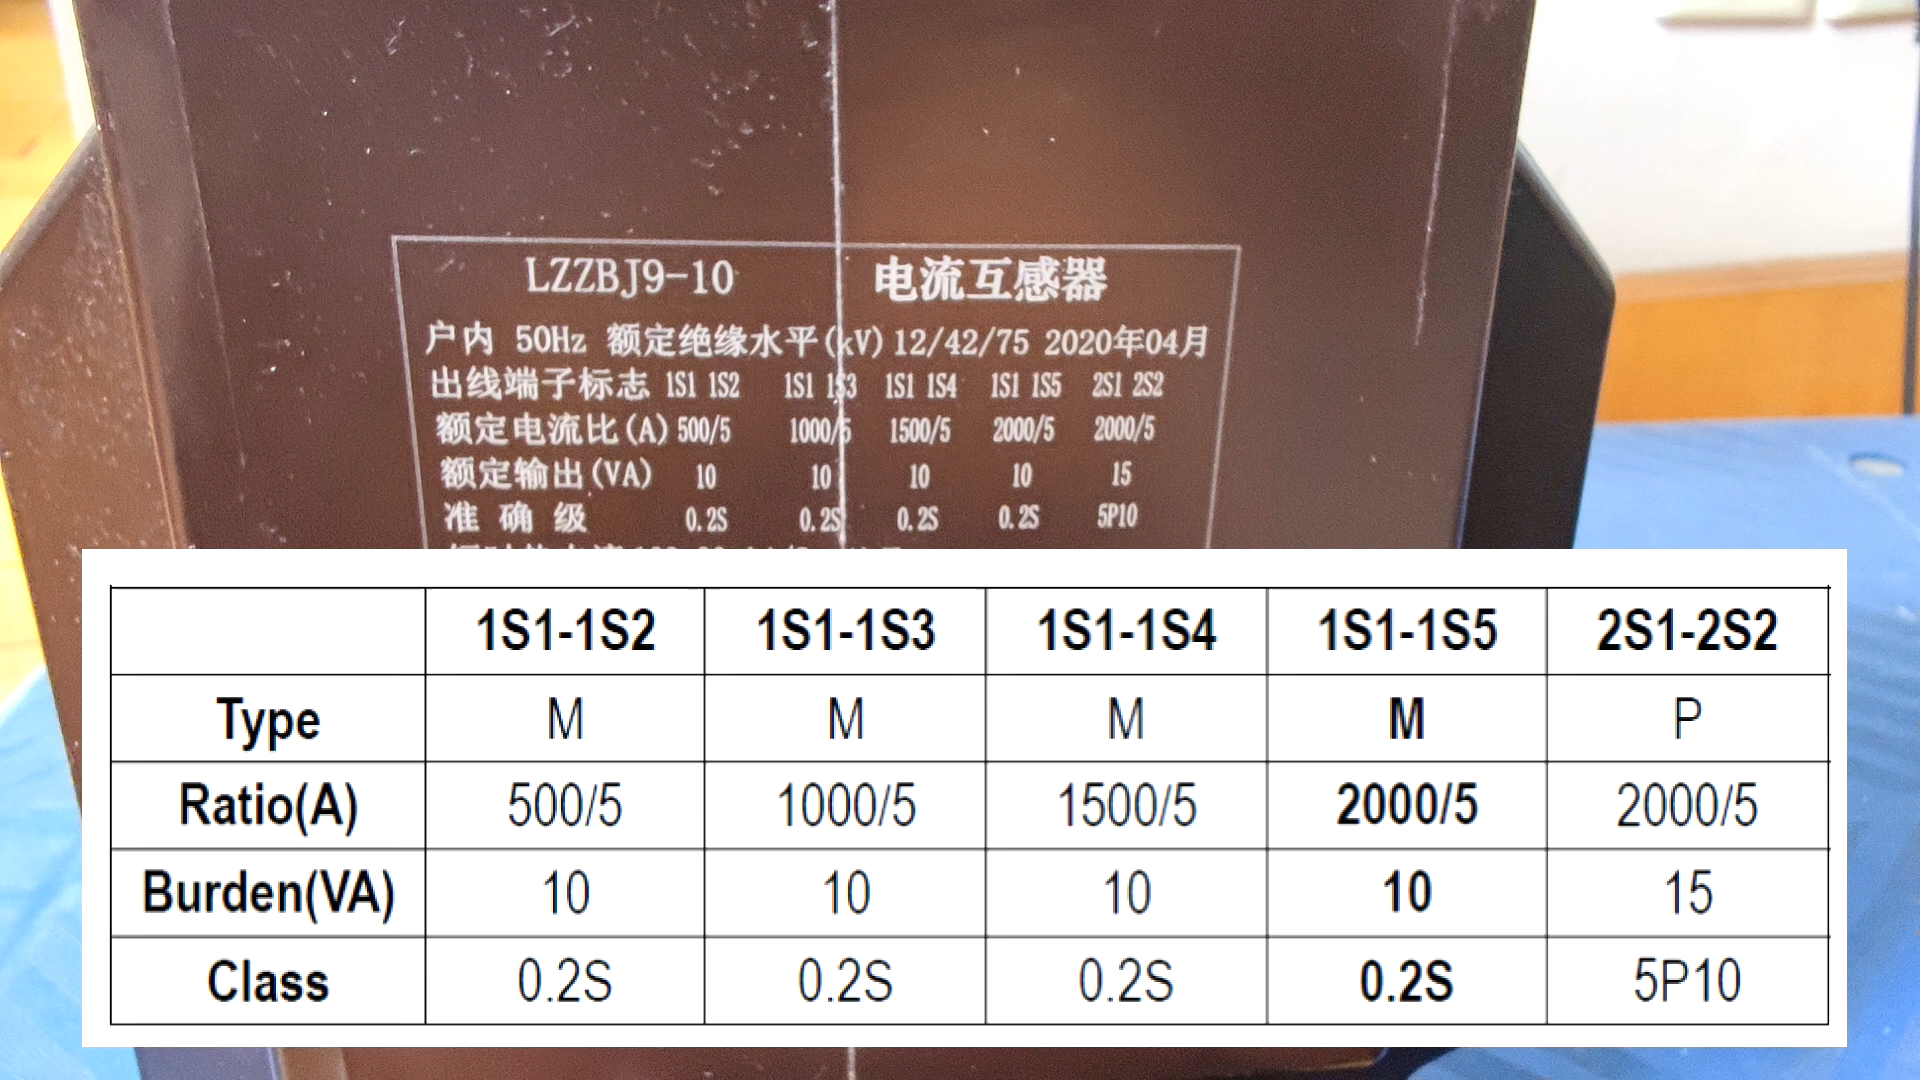 LZZBJ9-10 电流互感器
户内 50Hz 额定绝缘水平(kV) 12/42/75 2020年04月
出线端子标志 1S1 1S2 1S1 1S3 1S1 1S4 1S1 1S5 2S1 2S2
额定电流比(A) 500/5 1000/5 1500/5 2000/5 2000/5
额定输出(VA) 10 10 10 10 15
准 确 级 0.2S 0.2S 0.2S 0.2S 5P10
1S1-1S2 1S1-1S3 1S1-1S4 1S1-1S5 2S1-2S2
Type M M M M P
Ratio(A) 500/5 1000/5 1500/5 2000/5 2000/5
Burden(VA) 10 10 10 10 15
Class 0.2S 0.2S 0.2S 0.2S 5P10